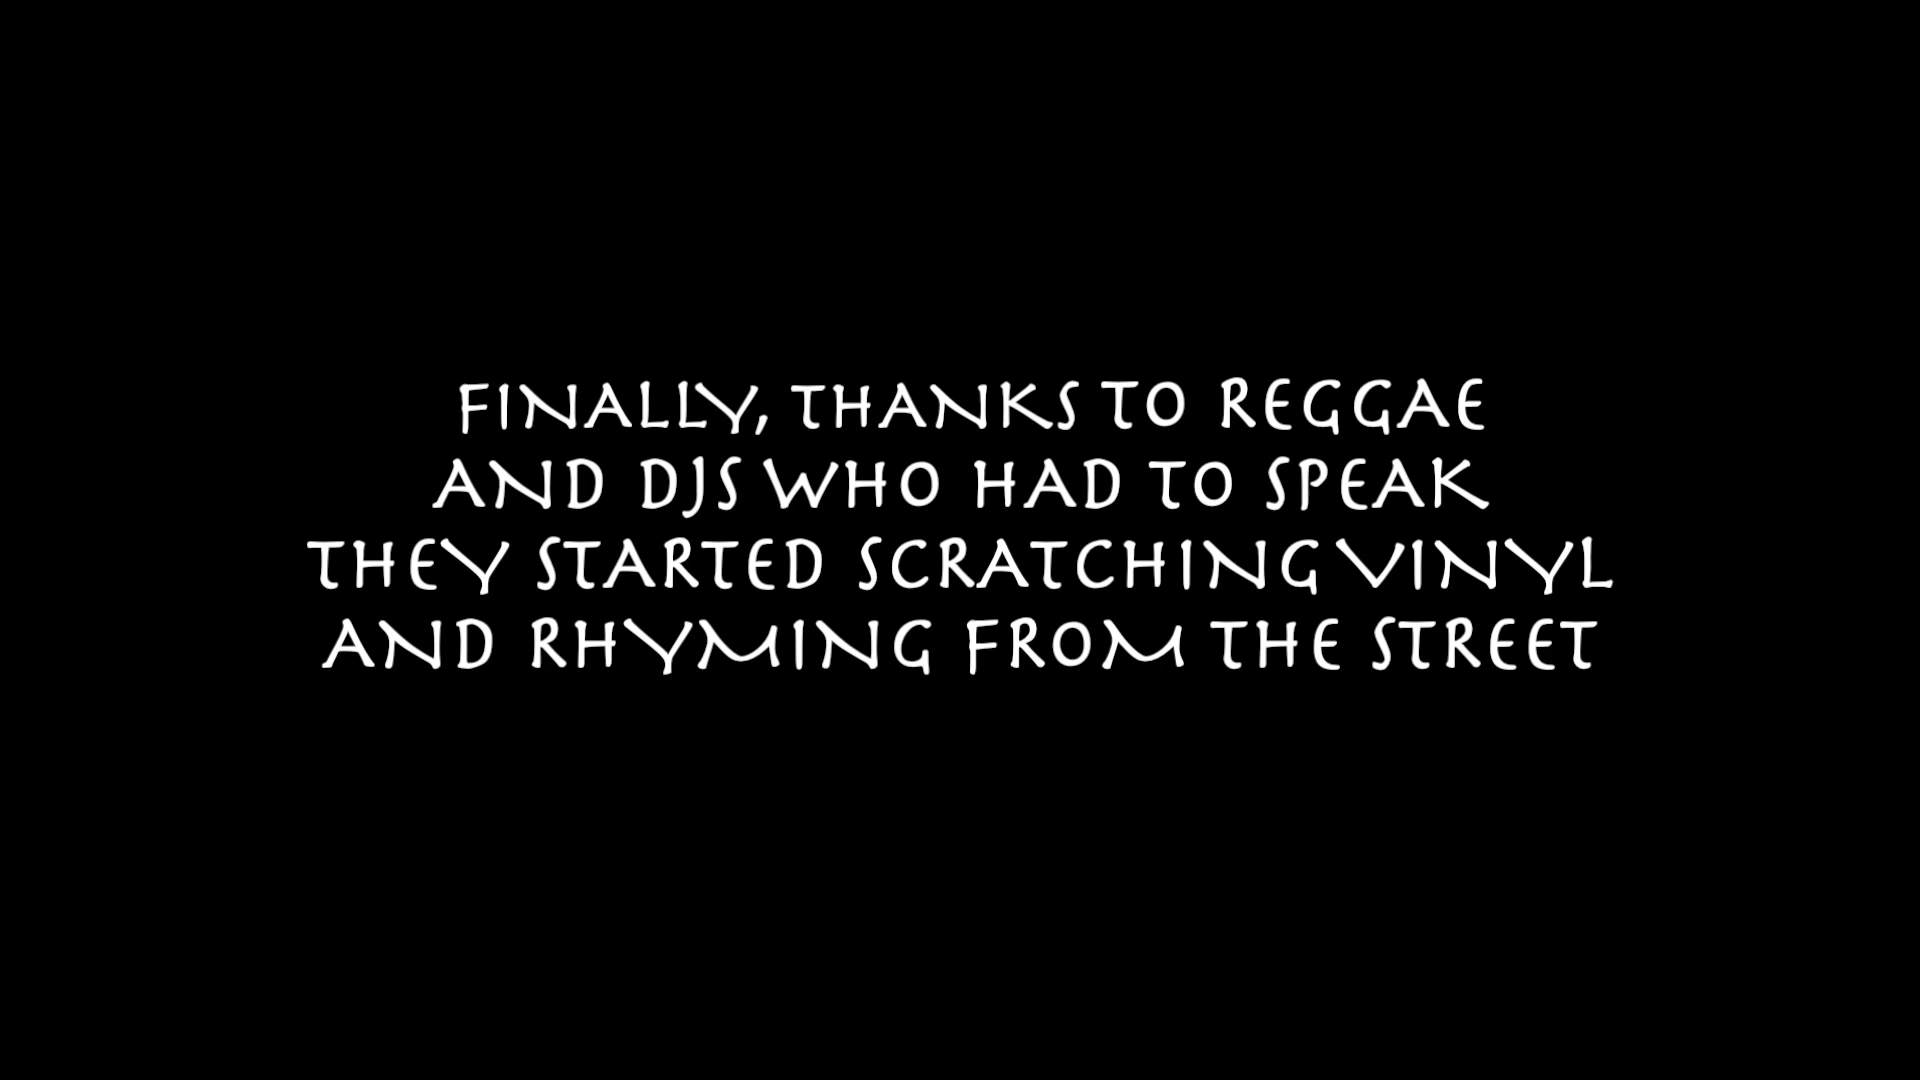 FINALLY, THANKS TO REGGAE
AND DJS WHO HAD TO SPEAK
THEY STARTED SCRATCHING VINYL
AND RHYMING FROM THE STREET